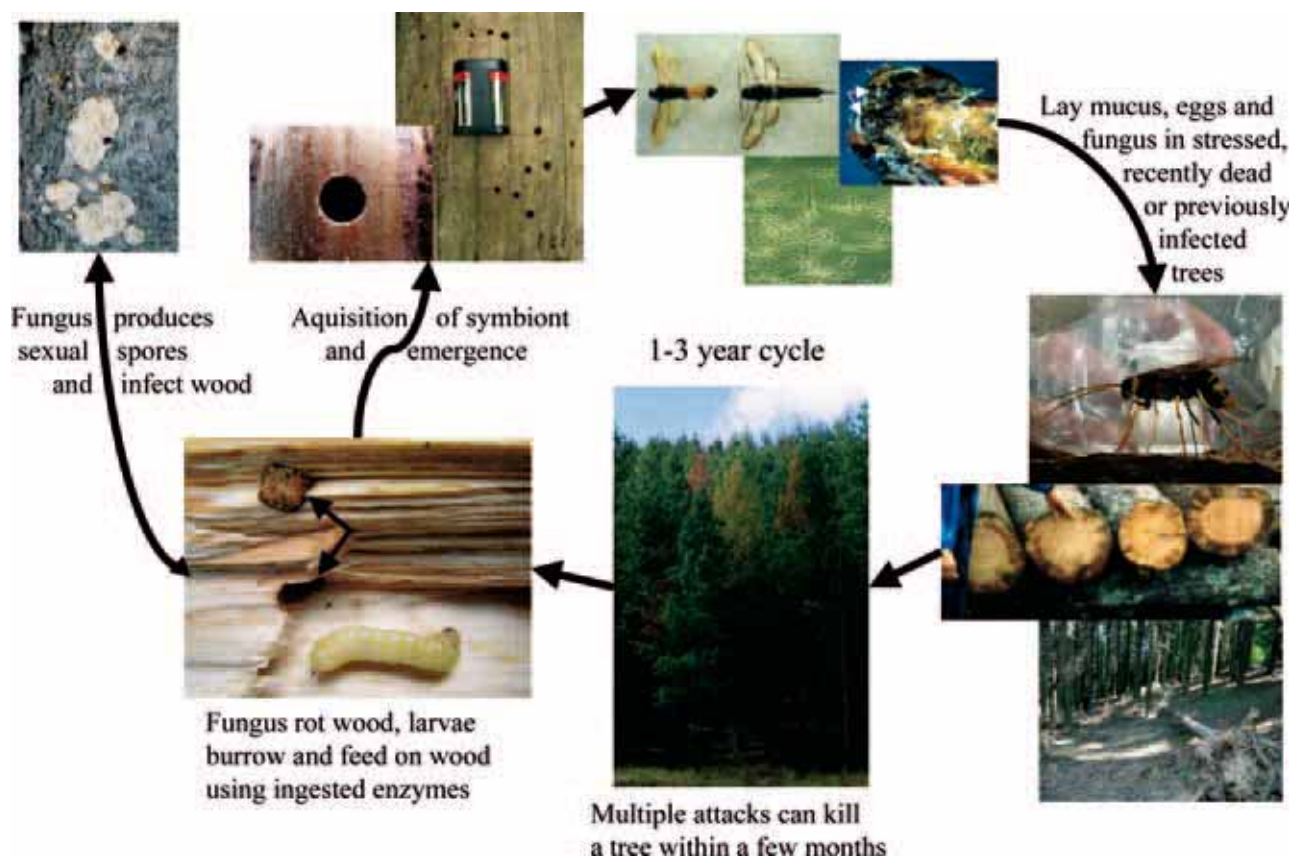 Lay mucus, eggs and
fungus in stressed,
recently dead
or previously
infected
trees
Fungus produces
sexual spores
and infect wood
Aquisition of symbiont
and emergence
1-3 year cycle
Fungus rot wood, larvae
burrow and feed on wood
using ingested enzymes
Multiple attacks can kill
a tree within a few months